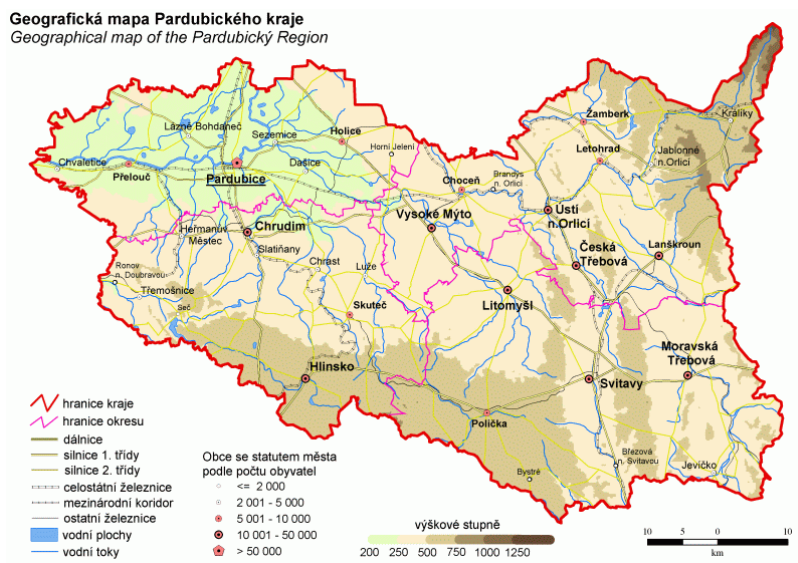 Geografická mapa Pardubického kraje
Geographical map of the Pardubický Region
Lázně Bohdaneč
Sezemice
Holice
Žamberk
Králíky
Chvaletice
Přelouč
Pardubice
Dašice
Horní Jelení
Letohrad
Jablonné
n.Orlicí
Choceň
Brandýs
n. Orlicí
Heřmanův
Městec
Chrudim
Vysoké Mýto
Ústí
n.Orlicí
Slatiňany
Česká
Třebová
Lanškroun
Ronov
n. Doubravou
Chrast
Luže
Třemošnice
Seč
Skuteč
Litomyšl
Moravská
Třebová
Hlinsko
Svitavy
Polička
Březová
n. Svitavou
Jevíčko
Bystré
hranice kraje
hranice okresu
dálnice
silnice 1. třídy
silnice 2. třídy
celostátní železnice
mezinárodní koridor
ostatní železnice
vodní plochy
vodní toky
Obce se statutem města
podle počtu obyvatel
<= 2 000
2 001 - 5 000
5 001 - 10 000
10 001 - 50 000
> 50 000
výškové stupně
200 250 500 750 1000 1250
10 5 0 10
km